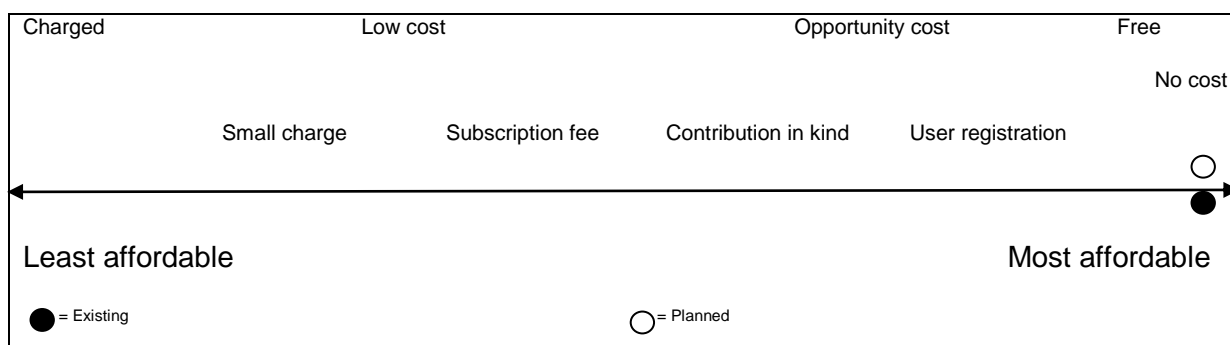 Charged Low cost Opportunity cost Free
No cost
Small charge Subscription fee Contribution in kind User registration
Least affordable Most affordable
= Existing = Planned